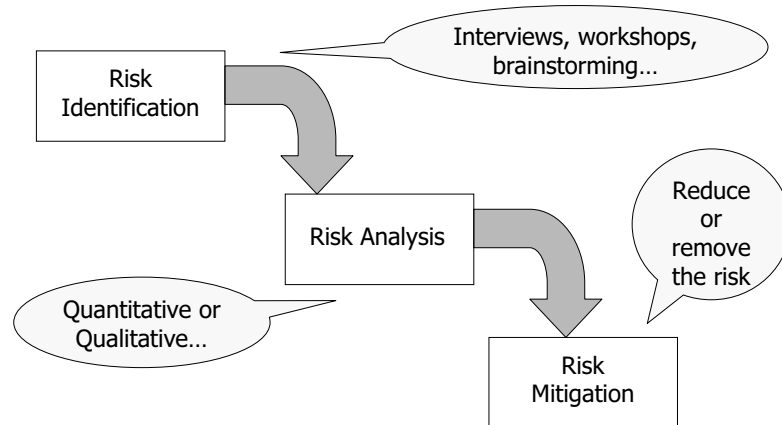 Interviews, workshops,
brainstorming…
Risk
Identification
Risk Analysis
Reduce
or
remove
the risk
Quantitative or
Qualitative…
Risk
Mitigation